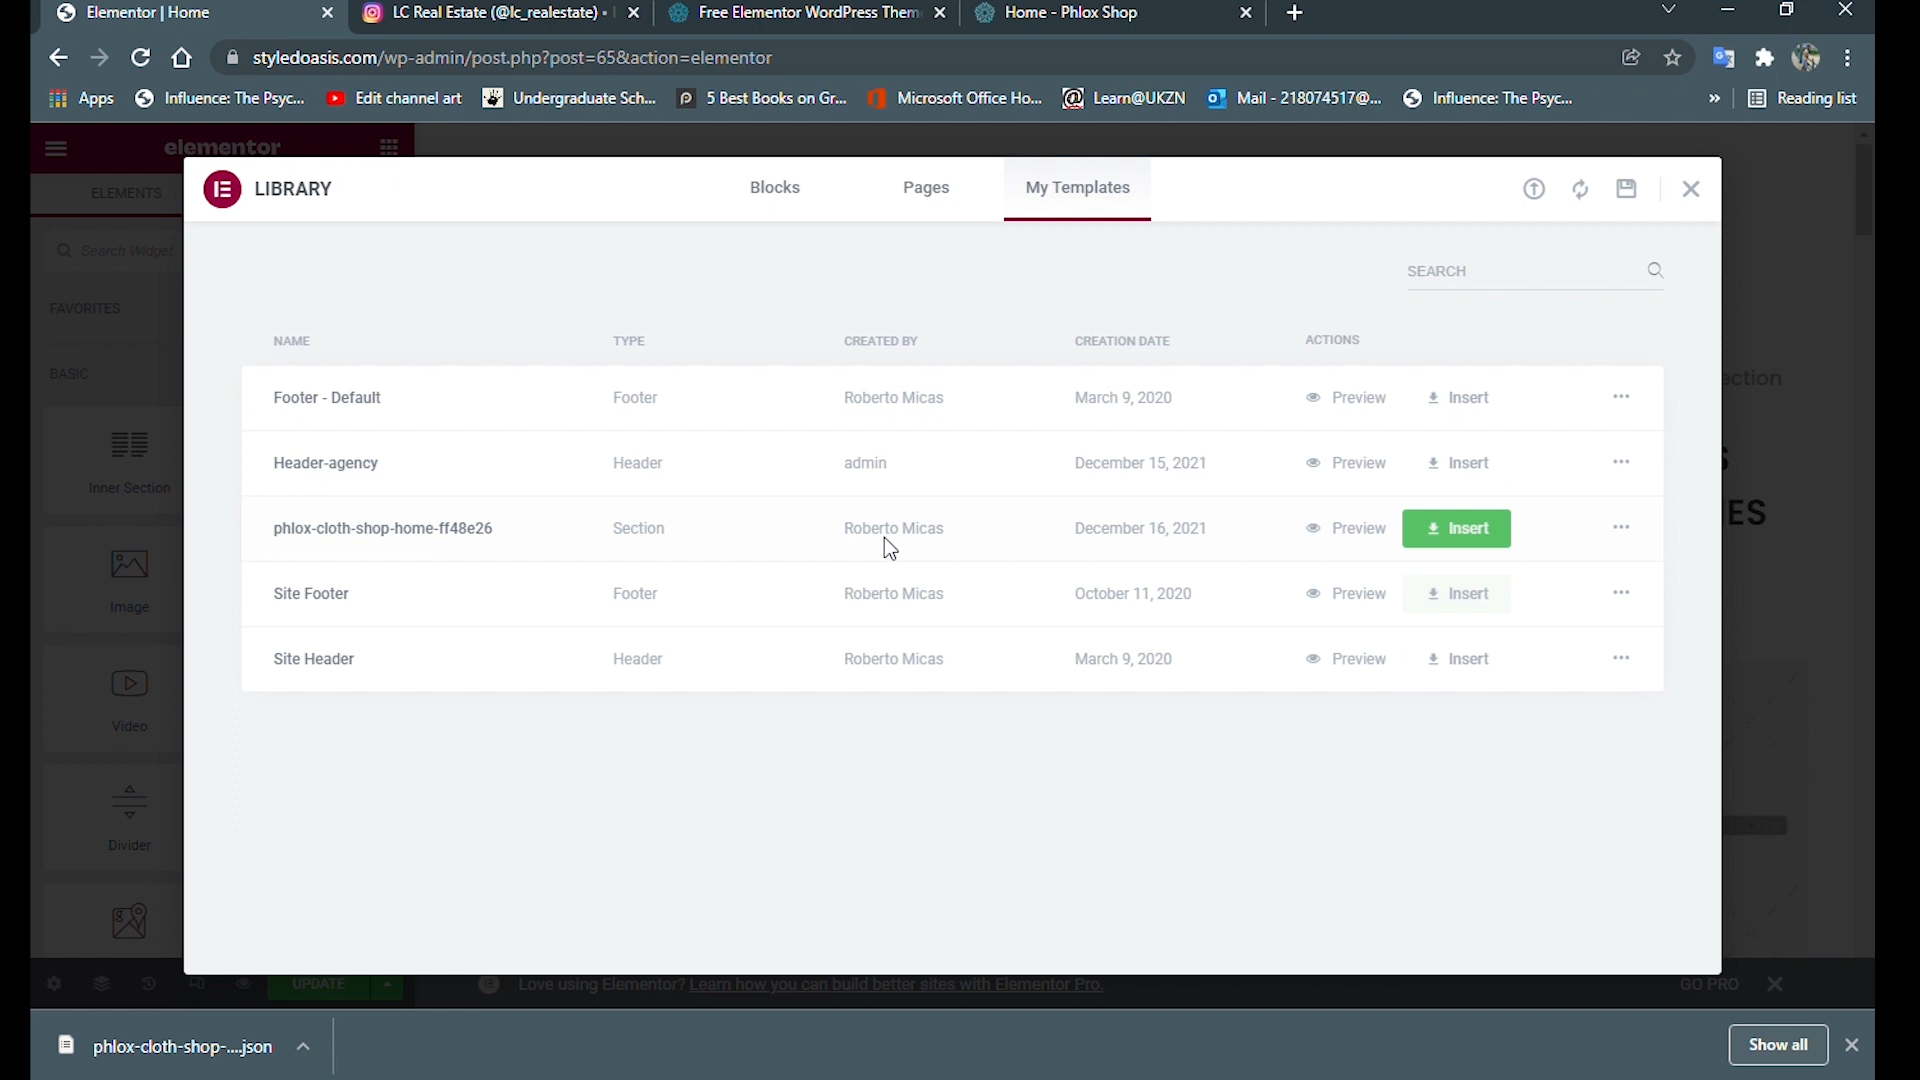 Elementor | Home
LC Real Estate (@lc_realestate) •
Free Elementor WordPress Them
Home - Phlox Shop
styledoasis.com/wp-admin/post.php?post=65&action=elementor
Apps
Influence: The Psyc...
Edit channel art
Undergraduate Sch...
5 Best Books on Gr...
Microsoft Office Ho...
Learn@UKZN
Mail - 218074517@...
Influence: The Psyc...
»
Reading list
elementor
ELEMENTS
LIBRARY
Blocks
Pages
My Templates
Search Widget
SEARCH
FAVORITES
BASIC
NAME TYPE CREATED BY CREATION DATE ACTIONS
Footer - Default Footer Roberto Micas March 9, 2020 Preview Insert
Header-agency Header admin December 15, 2021 Preview Insert
phlox-cloth-shop-home-ff48e26 Section Roberto Micas December 16, 2021 Preview Insert
Site Footer Footer Roberto Micas October 11, 2020 Preview Insert
Site Header Header Roberto Micas March 9, 2020 Preview Insert
Inner Section
Image
Video
Divider
ection
S
IES
UPDATE
Love using Elementor? Learn how you can build better sites with Elementor Pro.
GO PRO
phlox-cloth-shop-....json
Show all